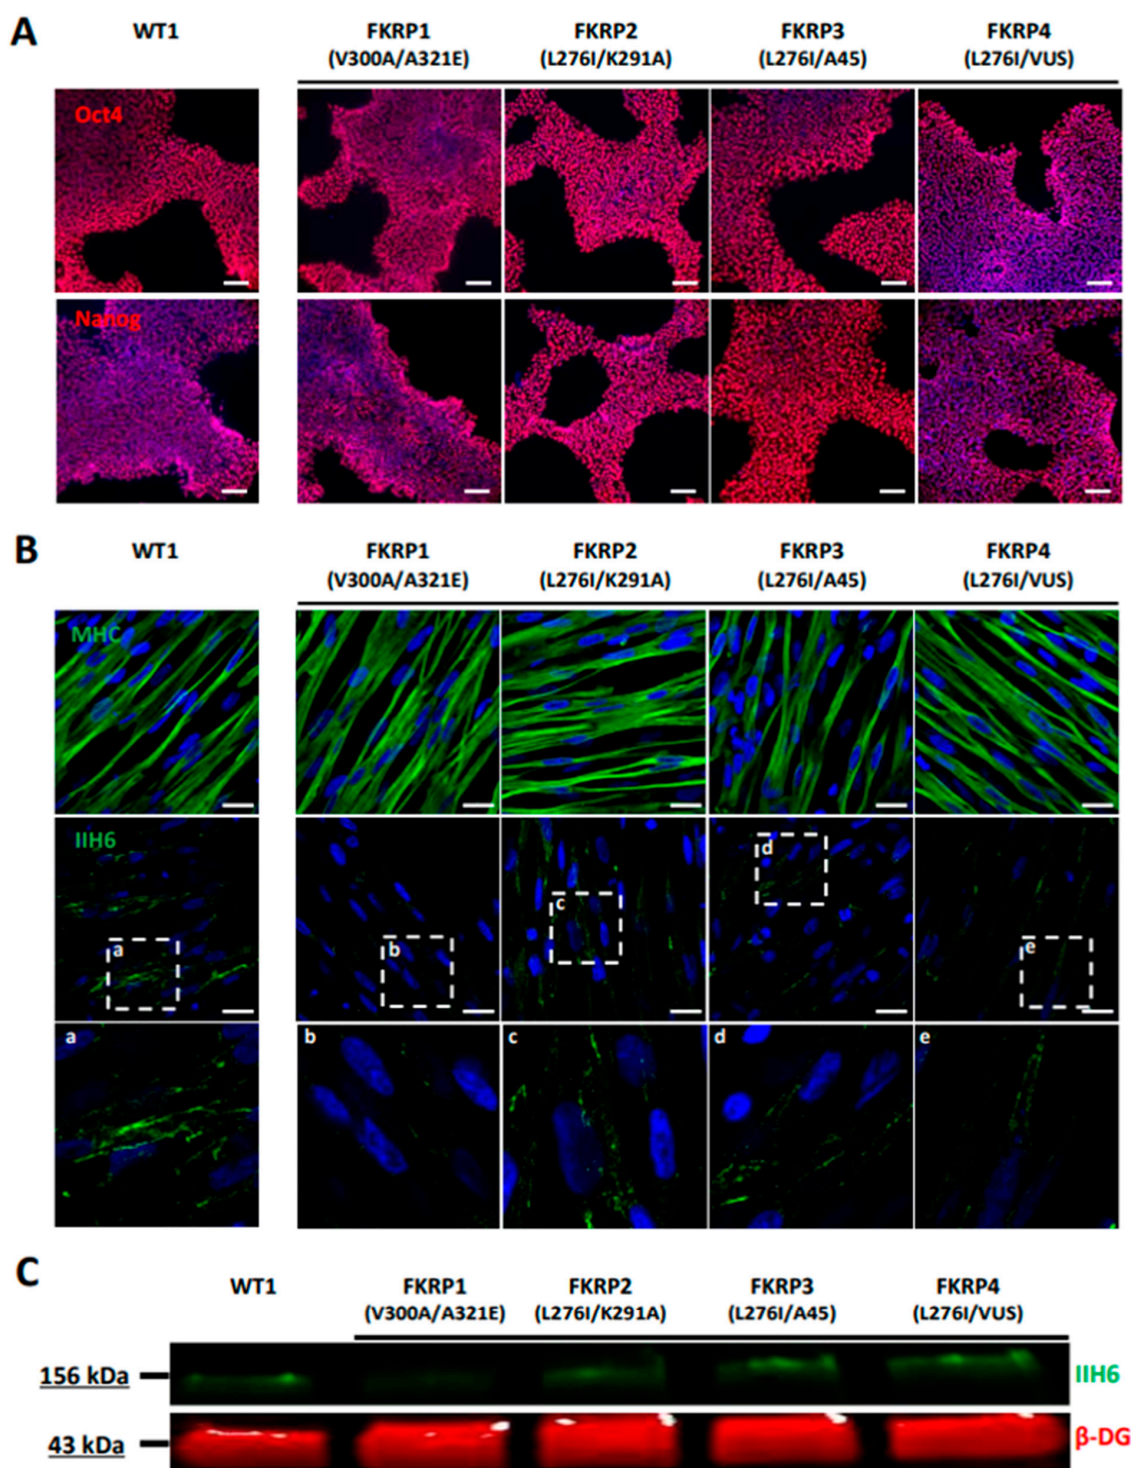 A
WT1
FKRP1
(V300A/A321E)
FKRP2
(L276I/K291A)
FKRP3
(L276I/A45)
FKRP4
(L276I/VUS)
Oct4
Nanog
B
WT1
FKRP1
(V300A/A321E)
FKRP2
(L276I/K291A)
FKRP3
(L276I/A45)
FKRP4
(L276I/VUS)
MHC
IIH6
a
b
c
d
e
a
b
c
d
e
C
WT1
FKRP1
(V300A/A321E)
FKRP2
(L276I/K291A)
FKRP3
(L276I/A45)
FKRP4
(L276I/VUS)
156 kDa
IIH6
43 kDa
β-DG